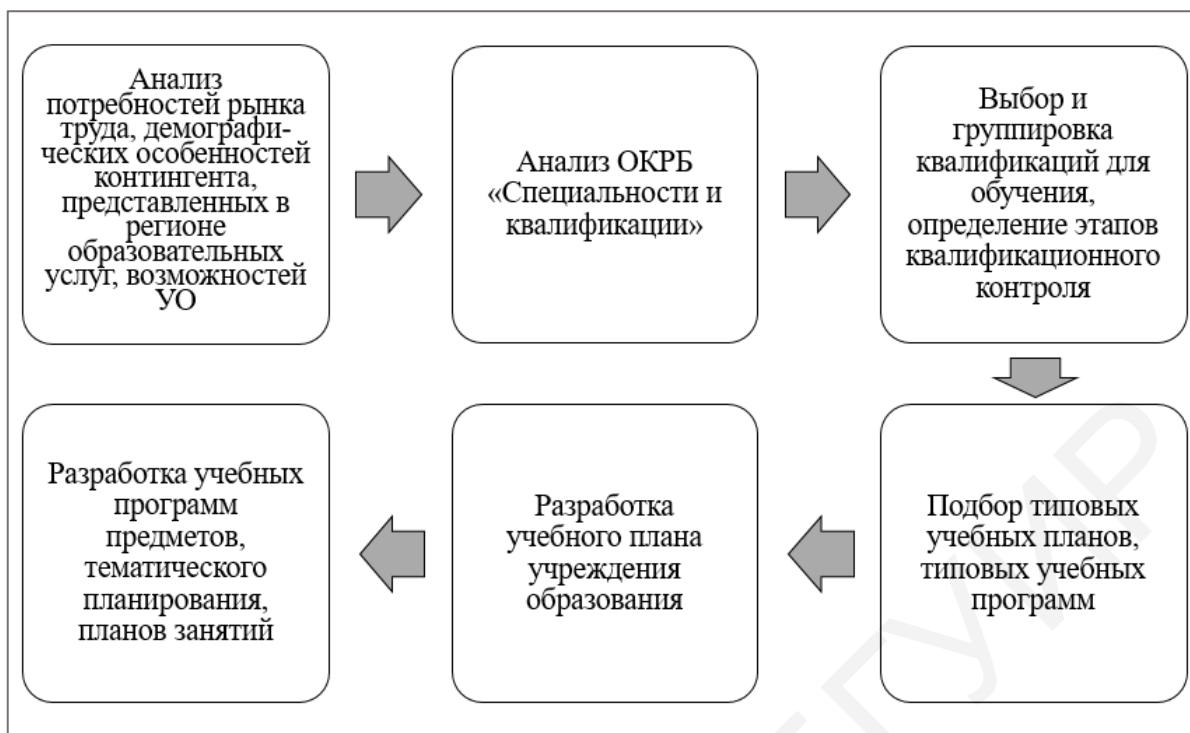 Анализ
потребностей рынка
труда, демографи-
ческих особенностей
контингента,
представленных в
регионе
образовательных
услуг, возможностей
УО
Анализ ОКРБ
«Специальности и
квалификации»
Выбор и
группировка
квалификаций для
обучения,
определение этапов
квалификационного
контроля
Подбор типовых
учебных планов,
типовых учебных
программ
Разработка
учебного плана
учреждения
образования
Разработка учебных
программ
предметов,
тематического
планирования,
планов занятий
ГУИР